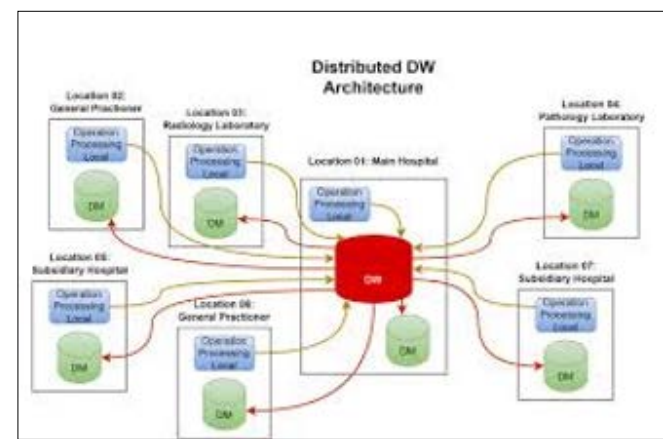 Distributed DW
Architecture
Location 02:
General Practioner
Operation
Processing
Local
DM
Location 03:
Radiology Laboratory
Operation
Processing
Local
DM
Location 01: Main Hospital
Operation
Processing
Local
DW
DM
Location 04:
Pathology Laboratory
Operation
Processing
Local
DM
Location 05:
Subsidiary Hospital
Operation
Processing
Local
DM
Location 06:
General Practioner
Operation
Processing
Local
DM
Location 07:
Subsidiary Hospital
Operation
Processing
Local
DM